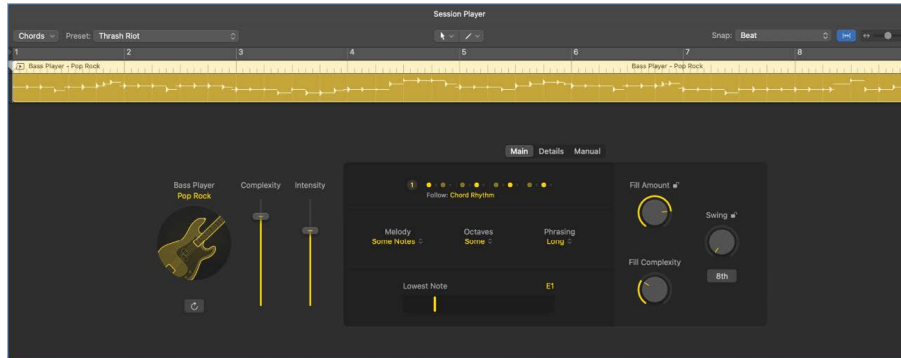 Session Player
Chords Preset: Thrash Riot Snap: Beat
1 2 3 4 5 6 7 8
Bass Player - Pop Rock Bass Player - Pop Rock
Main Details Manual
Bass Player
Pop Rock
Complexity
Intensity
1
Follow: Chord Rhythm
Melody
Some Notes
Octaves
Some
Phrasing
Long
Lowest Note E1
Fill Amount
Fill Complexity
Swing
8th